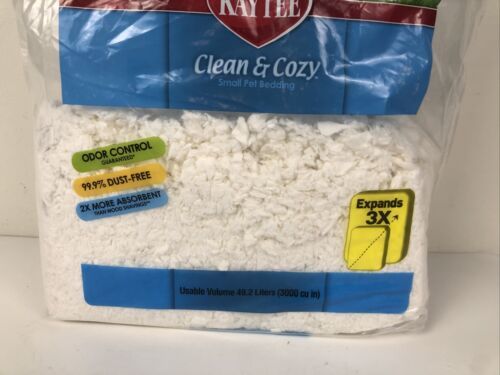 KAYTEE
Clean & Cozy
Small Pet Bedding
ODOR CONTROL
GUARANTEED*
99.9% DUST-FREE
2X MORE ABSORBENT
THAN WOOD SHAVINGS**
Expands
3X
Usable Volume 49.2 Liters (3000 cu in)